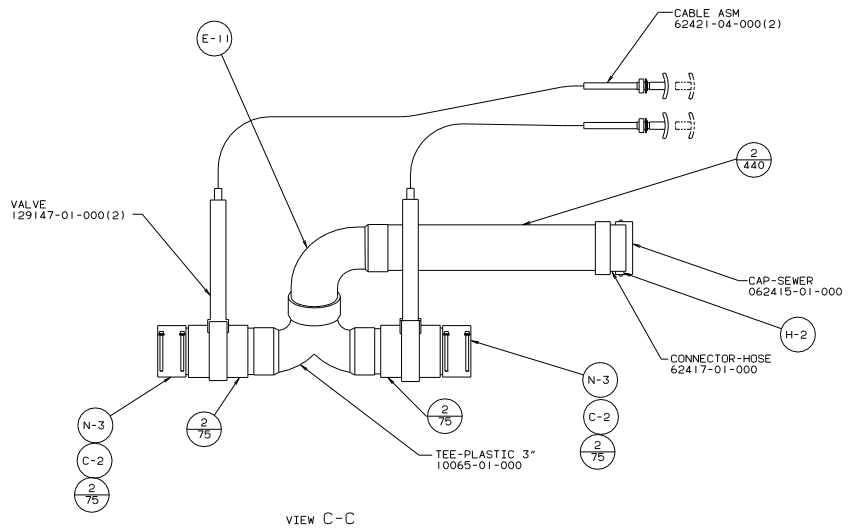 CABLE ASM
62421-04-000(2)
E-11
2
440
VALVE
129147-01-000(2)
CAP-SEWER
062415-01-000
H-2
CONNECTOR-HOSE
62417-01-000
N-3
C-2
2
75
2
75
2
75
N-3
C-2
2
75
TEE-PLASTIC 3"
10065-01-000
VIEW C-C